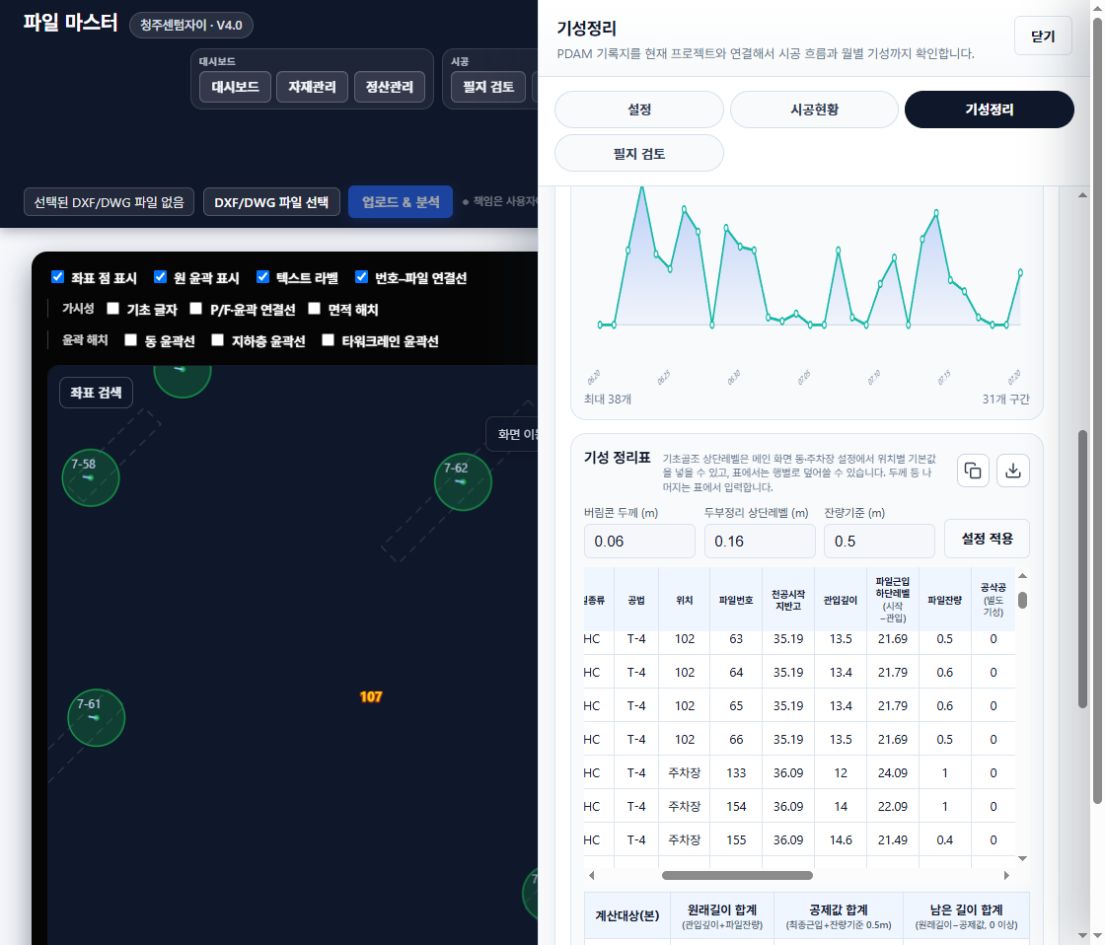 파일 마스터
청주센텀자이 · V4.0
대시보드
대시보드 자재관리 정산관리
시공
필지 검토
선택된 DXF/DWG 파일 없음
DXF/DWG 파일 선택
업로드 & 분석
● 책임은 사용자
좌표 점 표시
원 윤곽 표시
텍스트 라벨
번호–파일 연결선
가시성
기초 글자
P/F-윤곽 연결선
면적 해치
윤곽 해치
동 윤곽선
지하층 윤곽선
타워크레인 윤곽선
좌표 검색
화면 이
7-58
7-62
7-61
107
7
기성정리
PDAM 기록지를 현재 프로젝트와 연결해서 시공 흐름과 월별 기성까지 확인합니다.
닫기
설정
시공현황
기성정리
필지 검토
06.20 06.25 06.30 07.05 07.10 07.15 07.20
최대 38개
31개 구간
기성 정리표
기초골조 상단레벨은 메인 화면 동·주차장 설정에서 위치별 기본값
을 넣을 수 있고, 표에서는 행별로 덮어쓸 수 있습니다. 두께 등 나
머지는 표에서 입력합니다.
버림콘 두께 (m)
두부정리 상단레벨 (m)
잔량기준 (m)
0.06
0.16
0.5
설정 적용
일종류
공법
위치
파일번호
천공시작
지반고
관입깊이
파일근입
하단레벨
(시작
−관입)
파일잔량
공삭공
(별도
기성)
HC T-4 102 63 35.19 13.5 21.69 0.5 0
HC T-4 102 64 35.19 13.4 21.79 0.6 0
HC T-4 102 65 35.19 13.4 21.79 0.6 0
HC T-4 102 66 35.19 13.5 21.69 0.5 0
HC T-4 주차장 133 36.09 12 24.09 1 0
HC T-4 주차장 154 36.09 14 22.09 1 0
HC T-4 주차장 155 36.09 14.6 21.49 0.4 0
계산대상(본)
원래길이 합계
(관입깊이+파일잔량)
공제값 합계
(최종근입+잔량기준 0.5m)
남은 길이 합계
(원래길이−공제값, 0 이상)